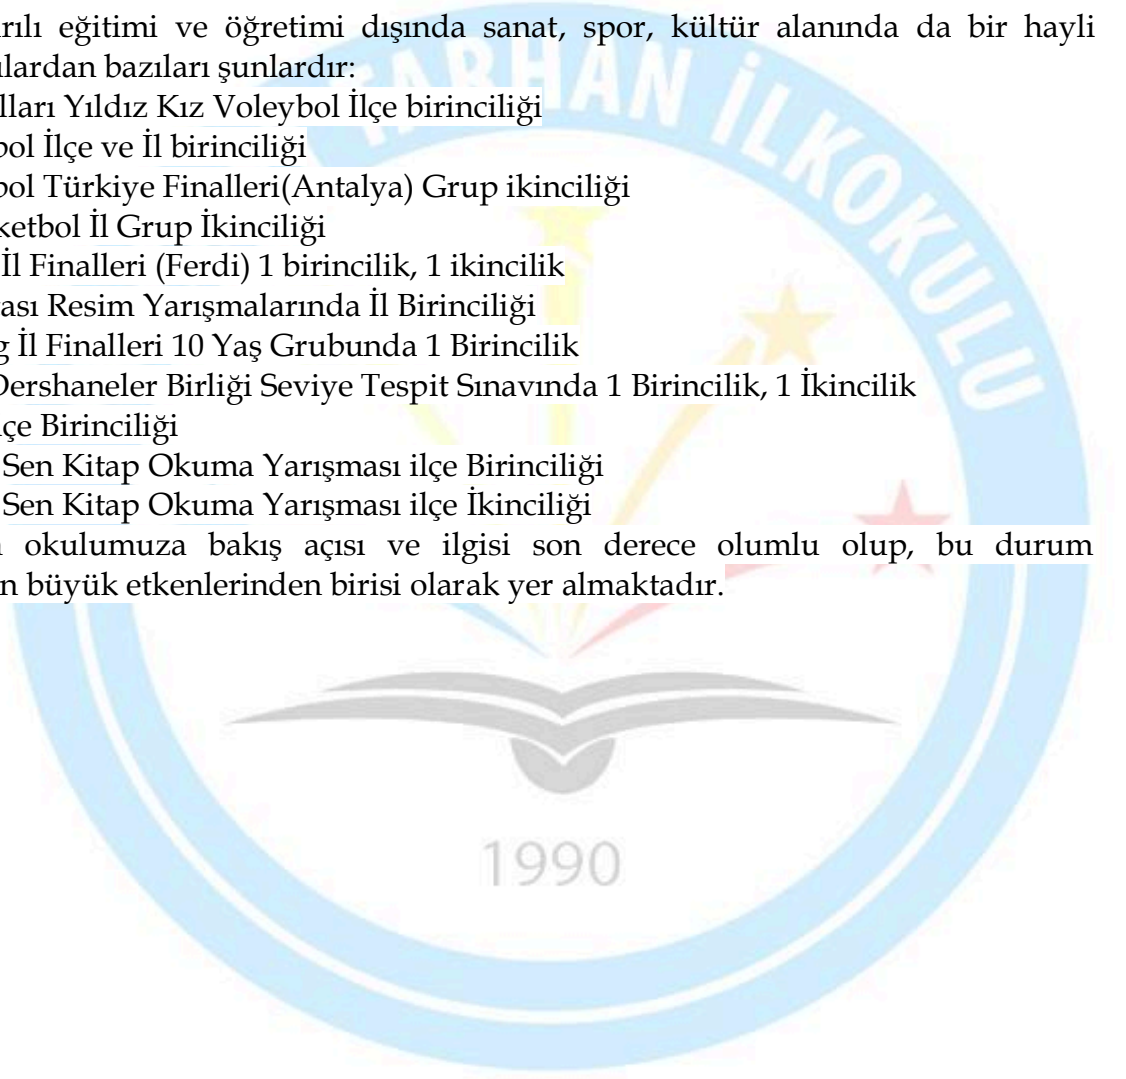 rılı eğitimi ve öğretimi dışında sanat, spor, kültür alanında da bir hayli
ılardan bazıları şunlardır:
lları Yıldız Kız Voleybol İlçe birinciliği
bol İlçe ve İl birinciliği
bol Türkiye Finalleri(Antalya) Grup ikinciliği
ketbol İl Grup İkinciliği
İl Finalleri (Ferdi) 1 birincilik, 1 ikincilik
ası Resim Yarışmalarında İl Birinciliği
g İl Finalleri 10 Yaş Grubunda 1 Birincilik
Dershaneler Birliği Seviye Tespit Sınavında 1 Birincilik, 1 İkincilik
lçe Birinciliği
Sen Kitap Okuma Yarışması ilçe Birinciliği
Sen Kitap Okuma Yarışması ilçe İkinciliği
okulumuza bakış açısı ve ilgisi son derece olumlu olup, bu durum
n büyük etkenlerinden birisi olarak yer almaktadır.
TARHAN İLKOKULU
1990